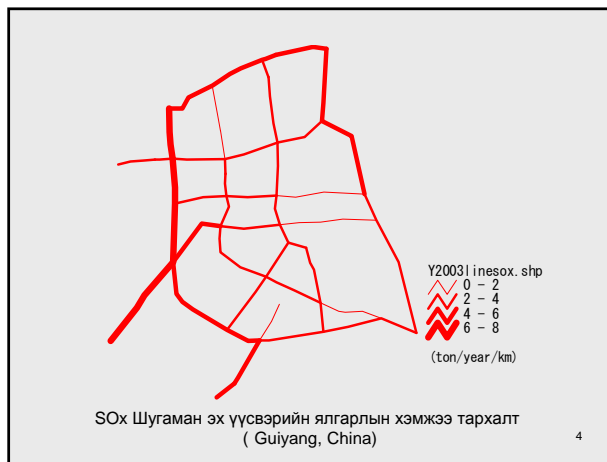 Y2003linesox.shp
0 - 2
2 - 4
4 - 6
6 - 8
(ton/year/km)
SOx Шугаман эх үүсвэрийн ялгарлын хэмжээ тархалт
( Guiyang, China)
4